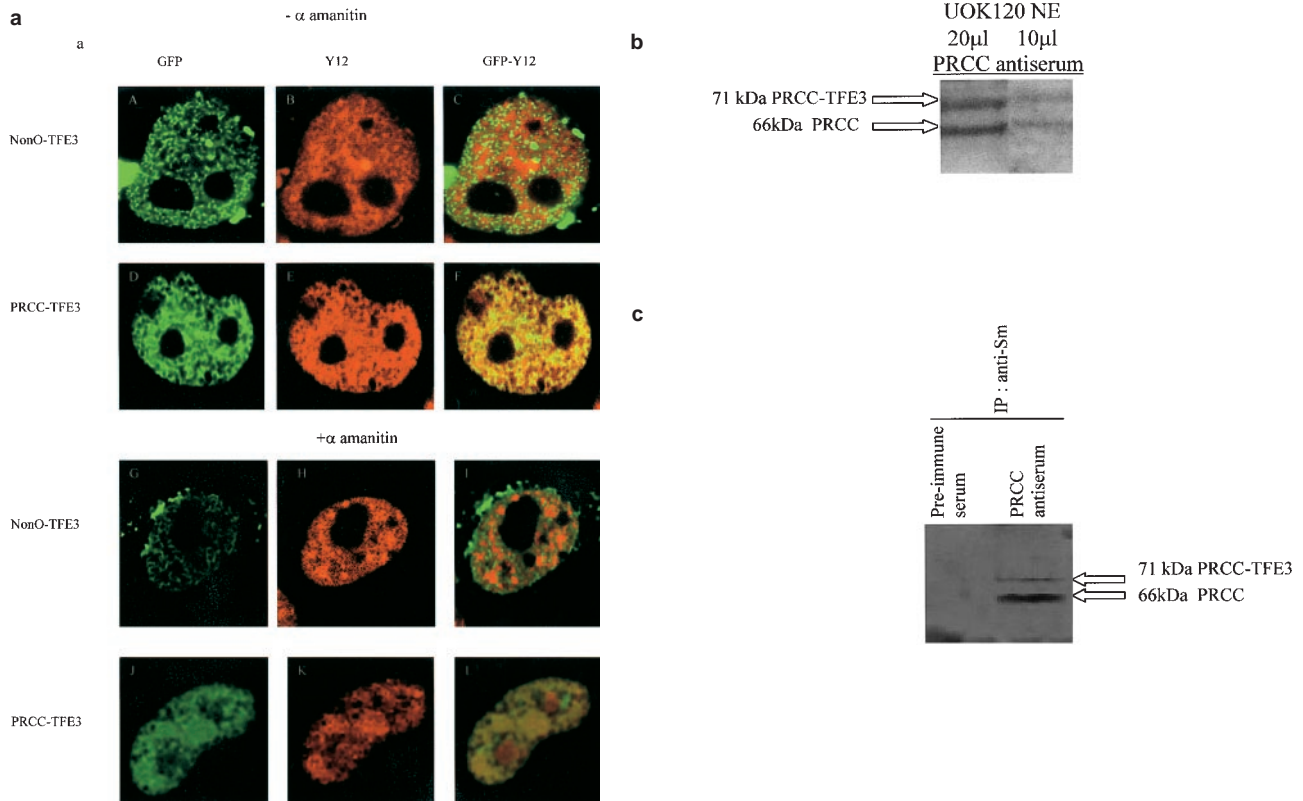 a
- α amanitin
a
GFP
Y12
GFP-Y12
NonO-TFE3
A
B
C
PRCC-TFE3
D
E
F
+α amanitin
NonO-TFE3
G
H
I
PRCC-TFE3
J
K
L
b
UOK120 NE
20µl 10µl
PRCC antiserum
71 kDa PRCC-TFE3
66kDa PRCC
c
IP : anti-Sm
Pre-immune
serum
PRCC
antiserum
71 kDa PRCC-TFE3
66kDa PRCC